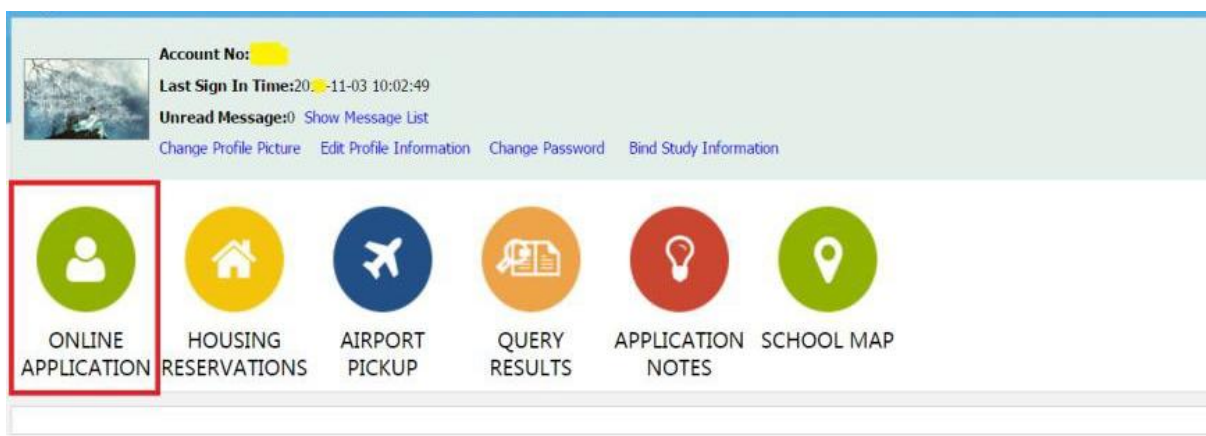 Account No:
Last Sign In Time:20 -11-03 10:02:49
Unread Message:0 Show Message List
Change Profile Picture Edit Profile Information Change Password Bind Study Information
ONLINE APPLICATION
HOUSING RESERVATIONS
AIRPORT PICKUP
QUERY RESULTS
APPLICATION NOTES
SCHOOL MAP